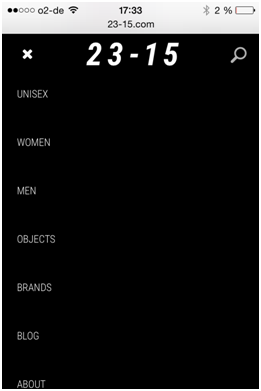 o2-de 17:33 2 %
23-15.com
23-15
UNISEX
WOMEN
MEN
OBJECTS
BRANDS
BLOG
ABOUT